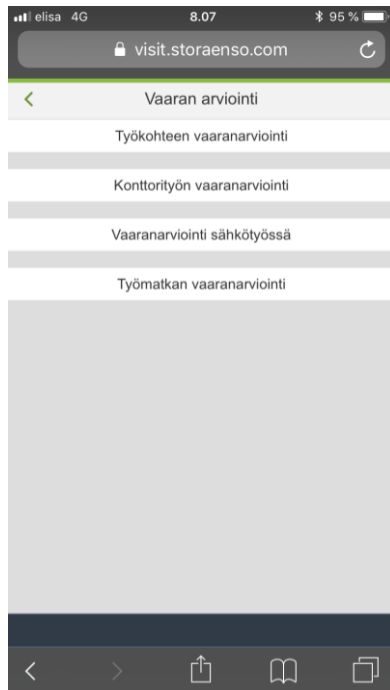 elisa 4G 8.07 95 %
visit.storaenso.com
Vaaran arviointi
Työkohteen vaaranarviointi
Konttorityön vaaranarviointi
Vaaranarviointi sähkötyössä
Työmatkan vaaranarviointi